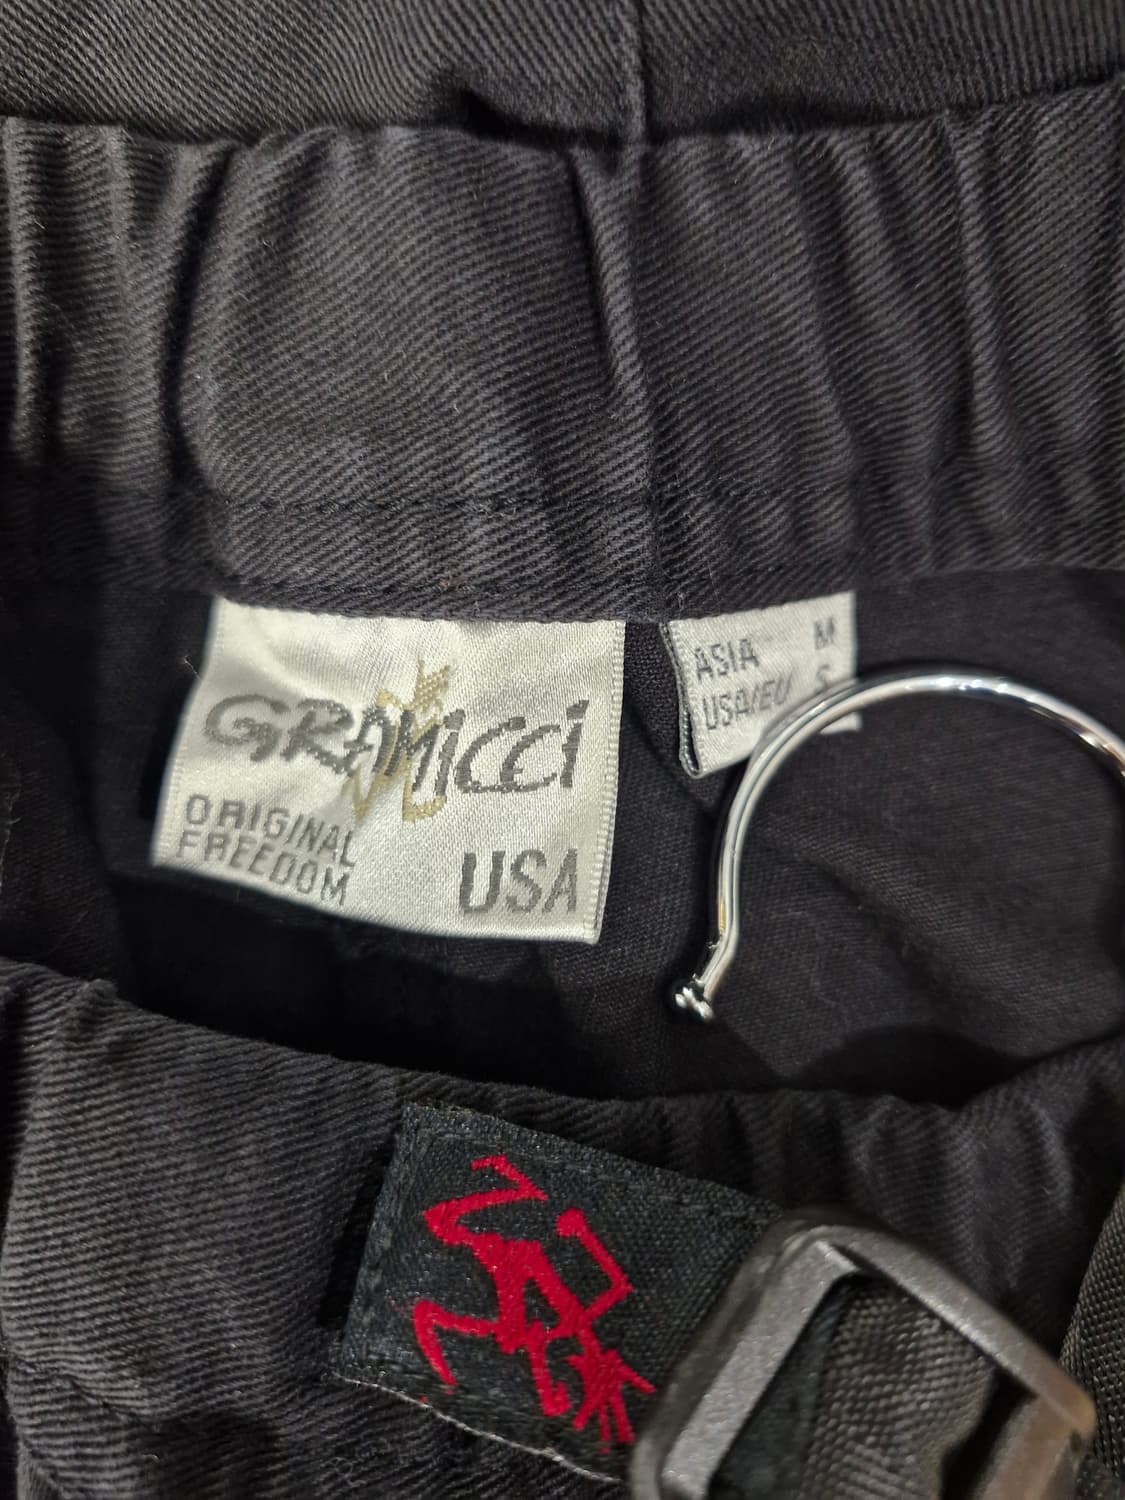 GRAMICCI
ORIGINAL
FREEDOM
USA
ASIA M
USA/EU S